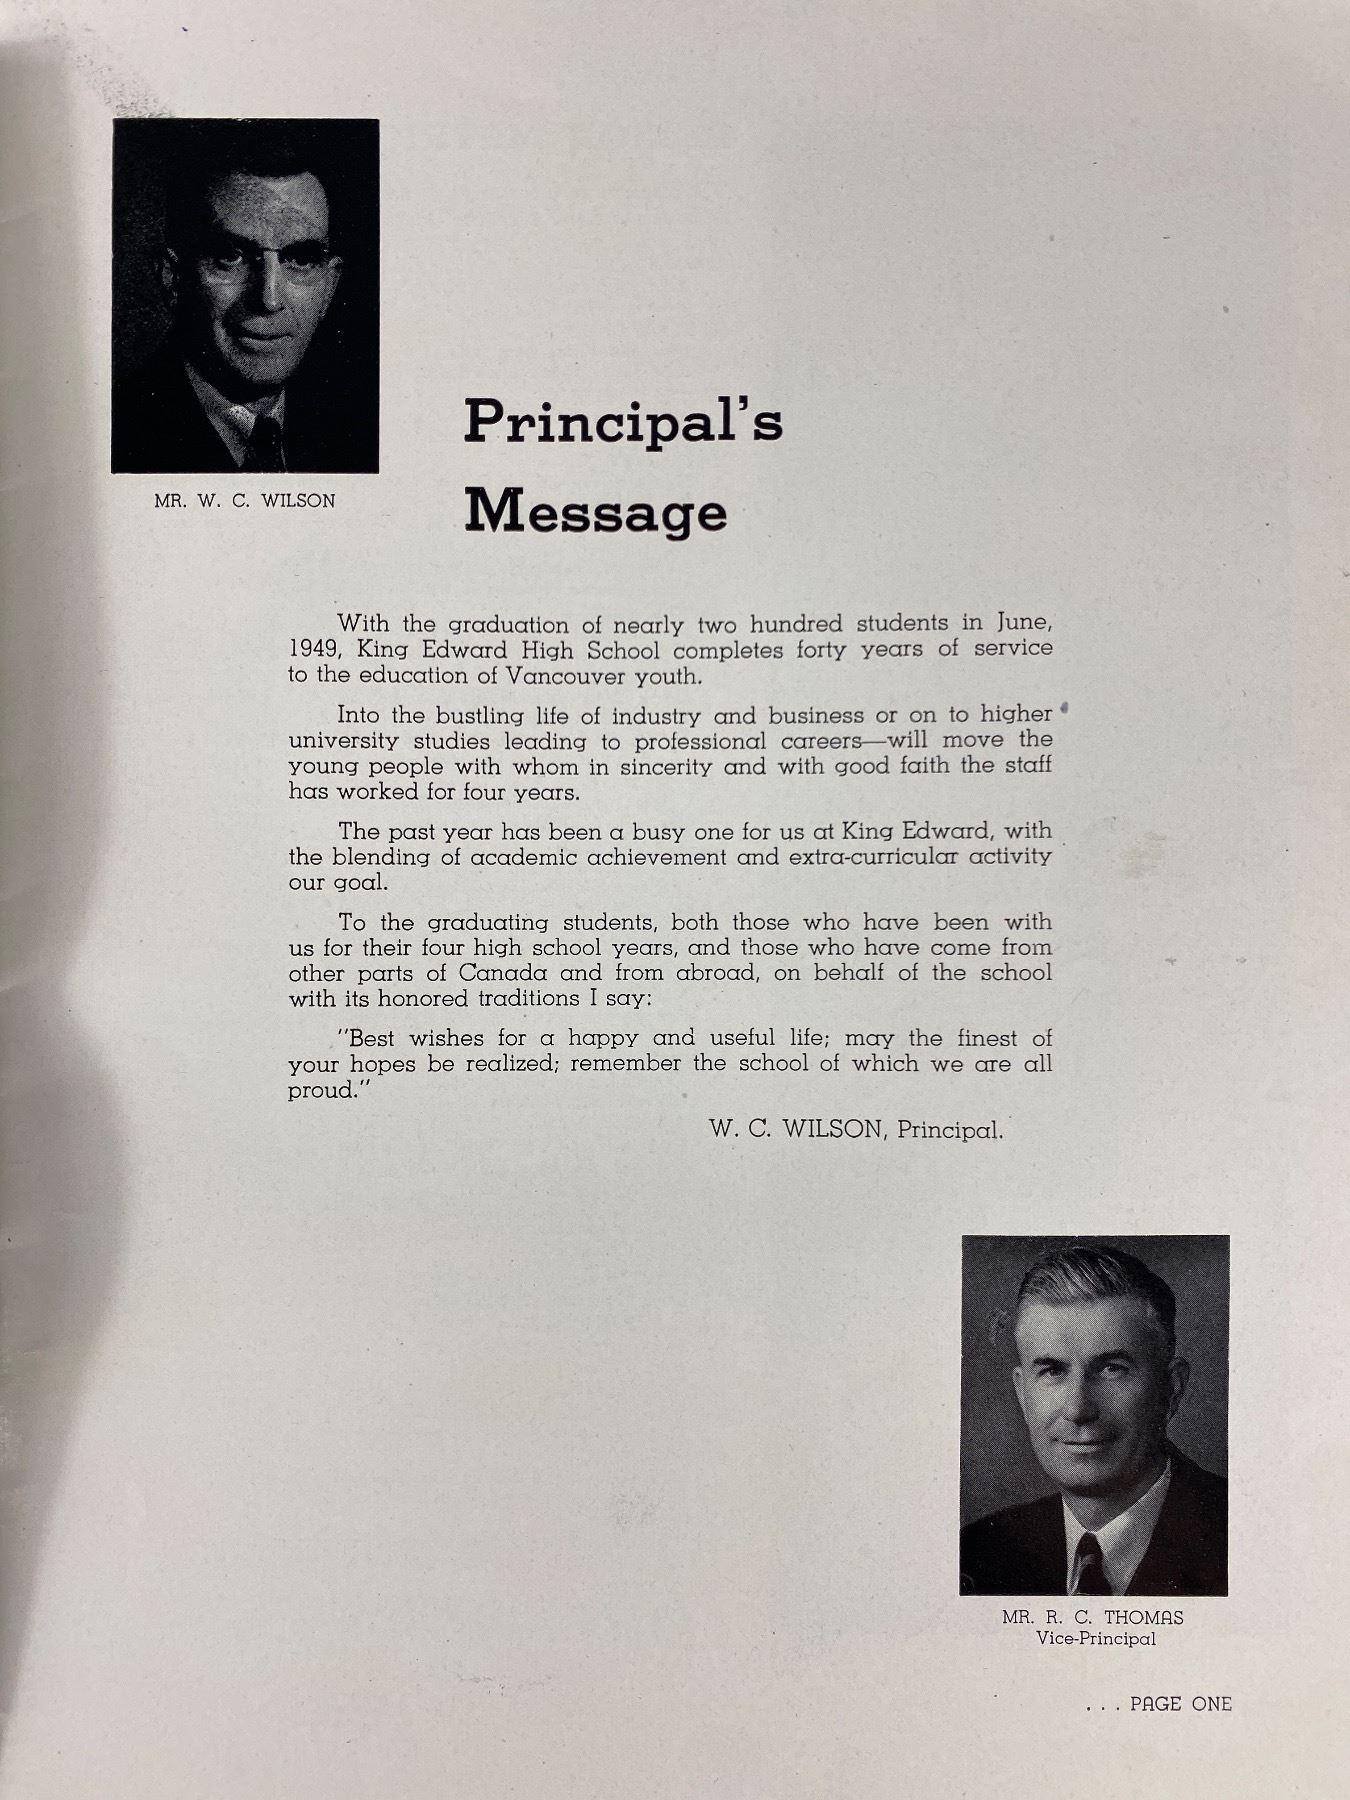 MR. W. C. WILSON
Principal's
Message
With the graduation of nearly two hundred students in June,
1949, King Edward High School completes forty years of service
to the education of Vancouver youth.
Into the bustling life of industry and business or on to higher
university studies leading to professional careers—will move the
young people with whom in sincerity and with good faith the staff
has worked for four years.
The past year has been a busy one for us at King Edward, with
the blending of academic achievement and extra-curricular activity
our goal.
To the graduating students, both those who have been with
us for their four high school years, and those who have come from
other parts of Canada and from abroad, on behalf of the school
with its honored traditions I say:
"Best wishes for a happy and useful life; may the finest of
your hopes be realized; remember the school of which we are all
proud."
W. C. WILSON, Principal.
MR. R. C. THOMAS
Vice-Principal
. . . PAGE ONE